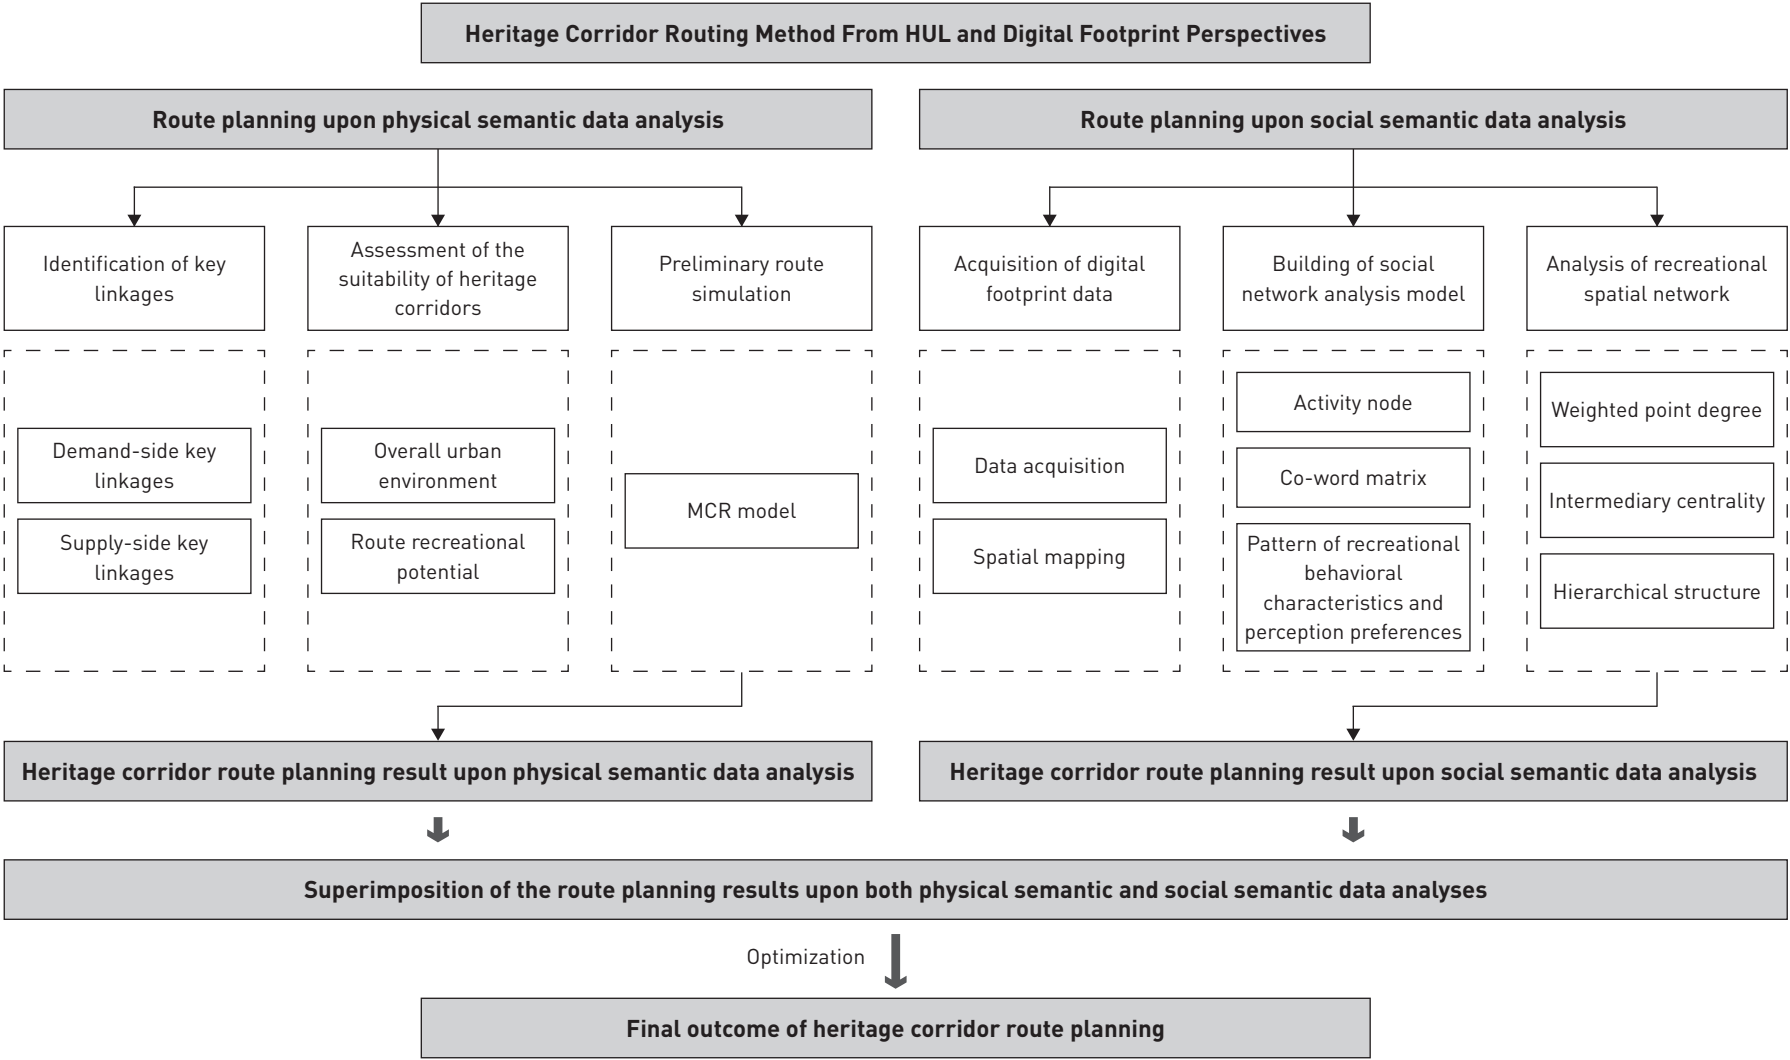 Heritage Corridor Routing Method From HUL and Digital Footprint Perspectives
Route planning upon physical semantic data analysis
Route planning upon social semantic data analysis
Identification of key
linkages
Assessment of the
suitability of heritage
corridors
Preliminary route
simulation
Acquisition of digital
footprint data
Building of social
network analysis model
Analysis of recreational
spatial network
Demand-side key
linkages
Supply-side key
linkages
Overall urban
environment
Route recreational
potential
MCR model
Data acquisition
Spatial mapping
Activity node
Co-word matrix
Pattern of recreational
behavioral
characteristics and
perception preferences
Weighted point degree
Intermediary centrality
Hierarchical structure
Heritage corridor route planning result upon physical semantic data analysis
Heritage corridor route planning result upon social semantic data analysis
Superimposition of the route planning results upon both physical semantic and social semantic data analyses
Optimization
Final outcome of heritage corridor route planning